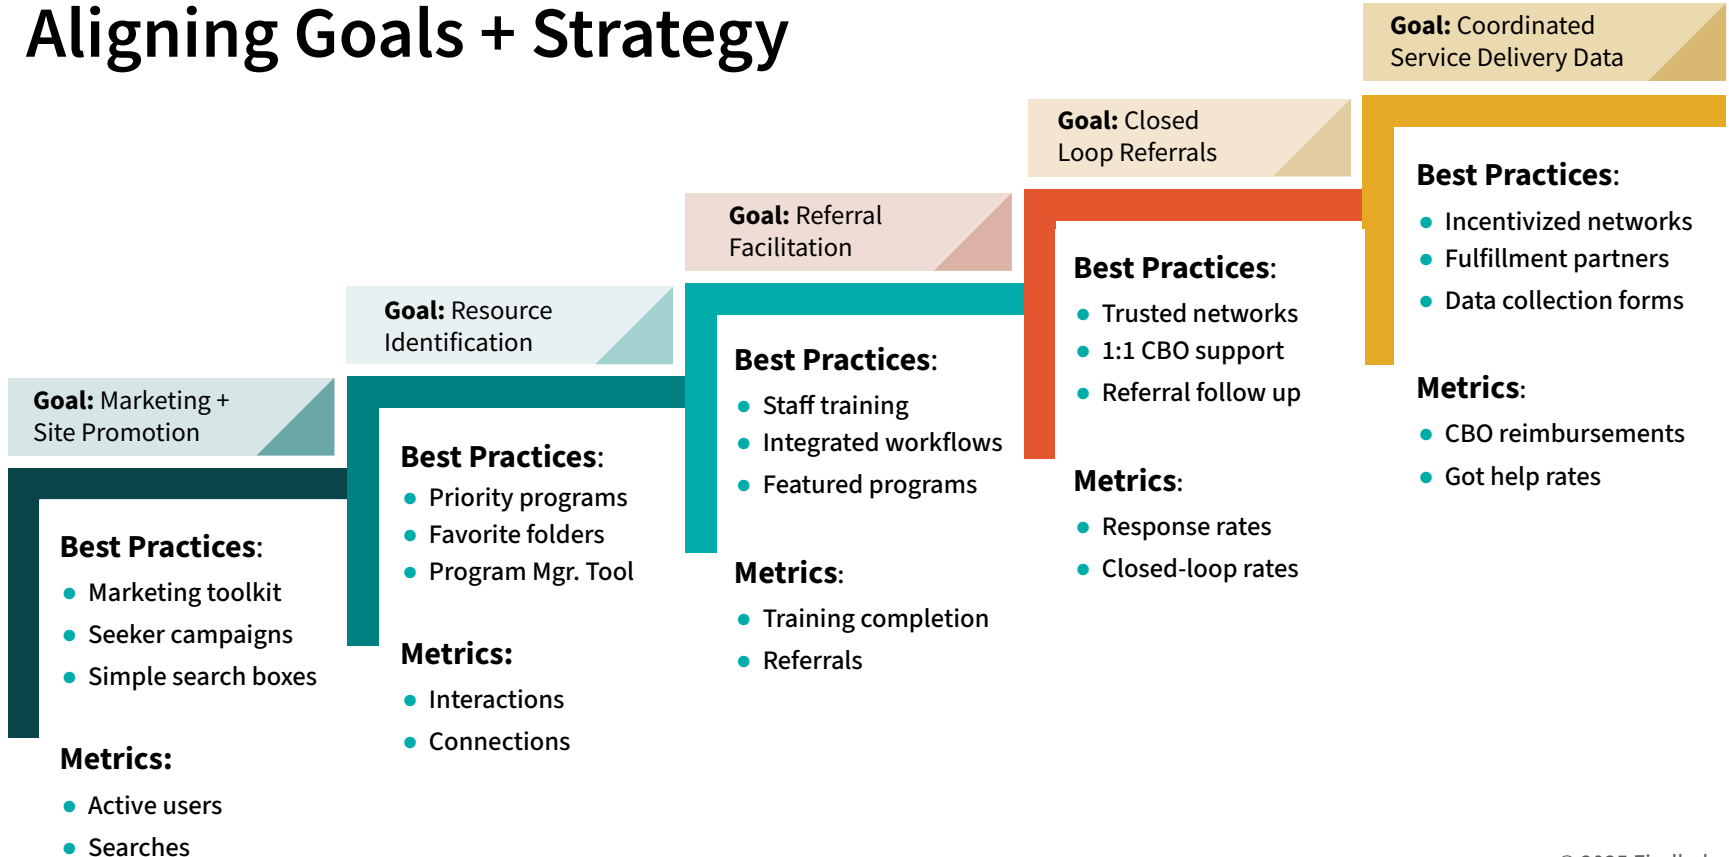 Aligning Goals + Strategy
Goal: Marketing +
Site Promotion
Best Practices:
Marketing toolkit
Seeker campaigns
Simple search boxes
Metrics:
Active users
Searches
Goal: Resource
Identification
Best Practices:
Priority programs
Favorite folders
Program Mgr. Tool
Metrics:
Interactions
Connections
Goal: Referral
Facilitation
Best Practices:
Staff training
Integrated workflows
Featured programs
Metrics:
Training completion
Referrals
Goal: Closed
Loop Referrals
Best Practices:
Trusted networks
1:1 CBO support
Referral follow up
Metrics:
Response rates
Closed-loop rates
Goal: Coordinated
Service Delivery Data
Best Practices:
Incentivized networks
Fulfillment partners
Data collection forms
Metrics:
CBO reimbursements
Got help rates